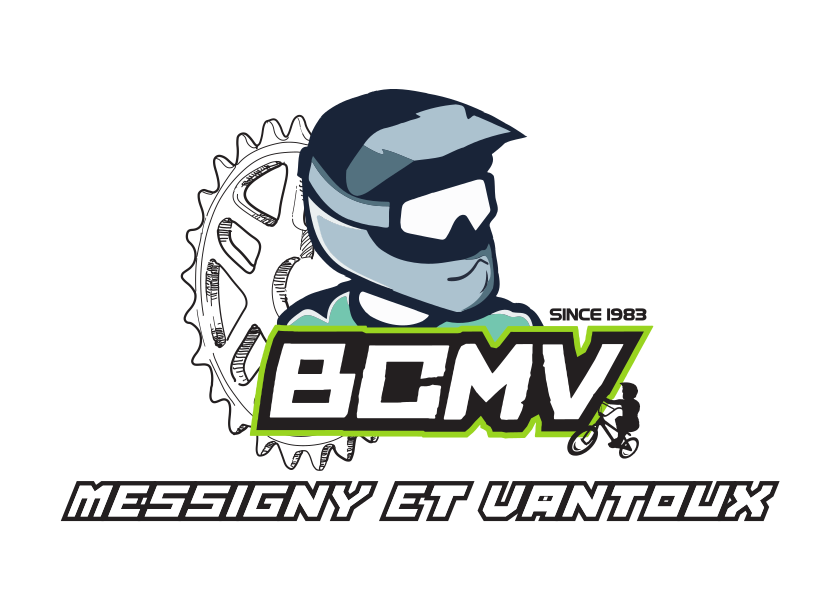 SINCE 1983
BCMV
MESSIGNY ET VANTOUX